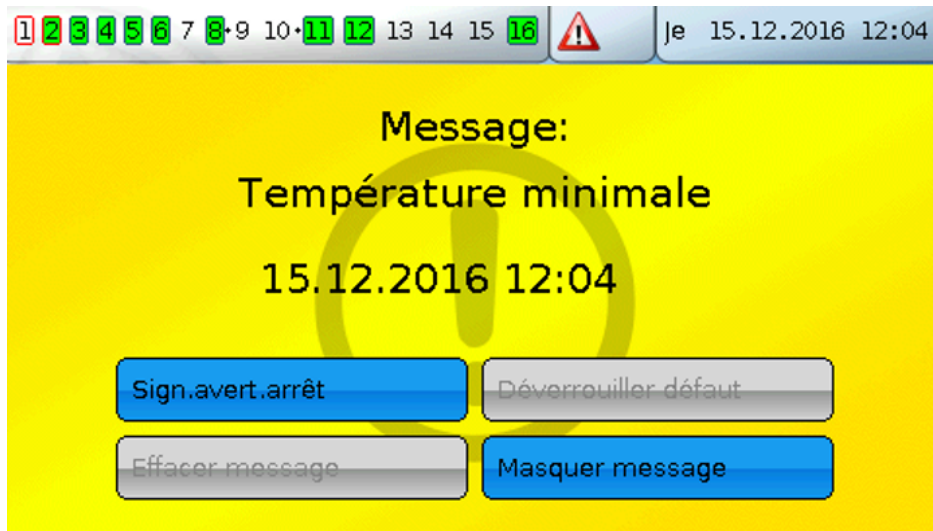 1 2 3 4 5 6 7 8·9 10·11 12 13 14 15 16 Je 15.12.2016 12:04
Message:
Température minimale
15.12.2016 12:04
Sign.avert.arrêt Déverrouiller défaut
Effacer message Masquer message